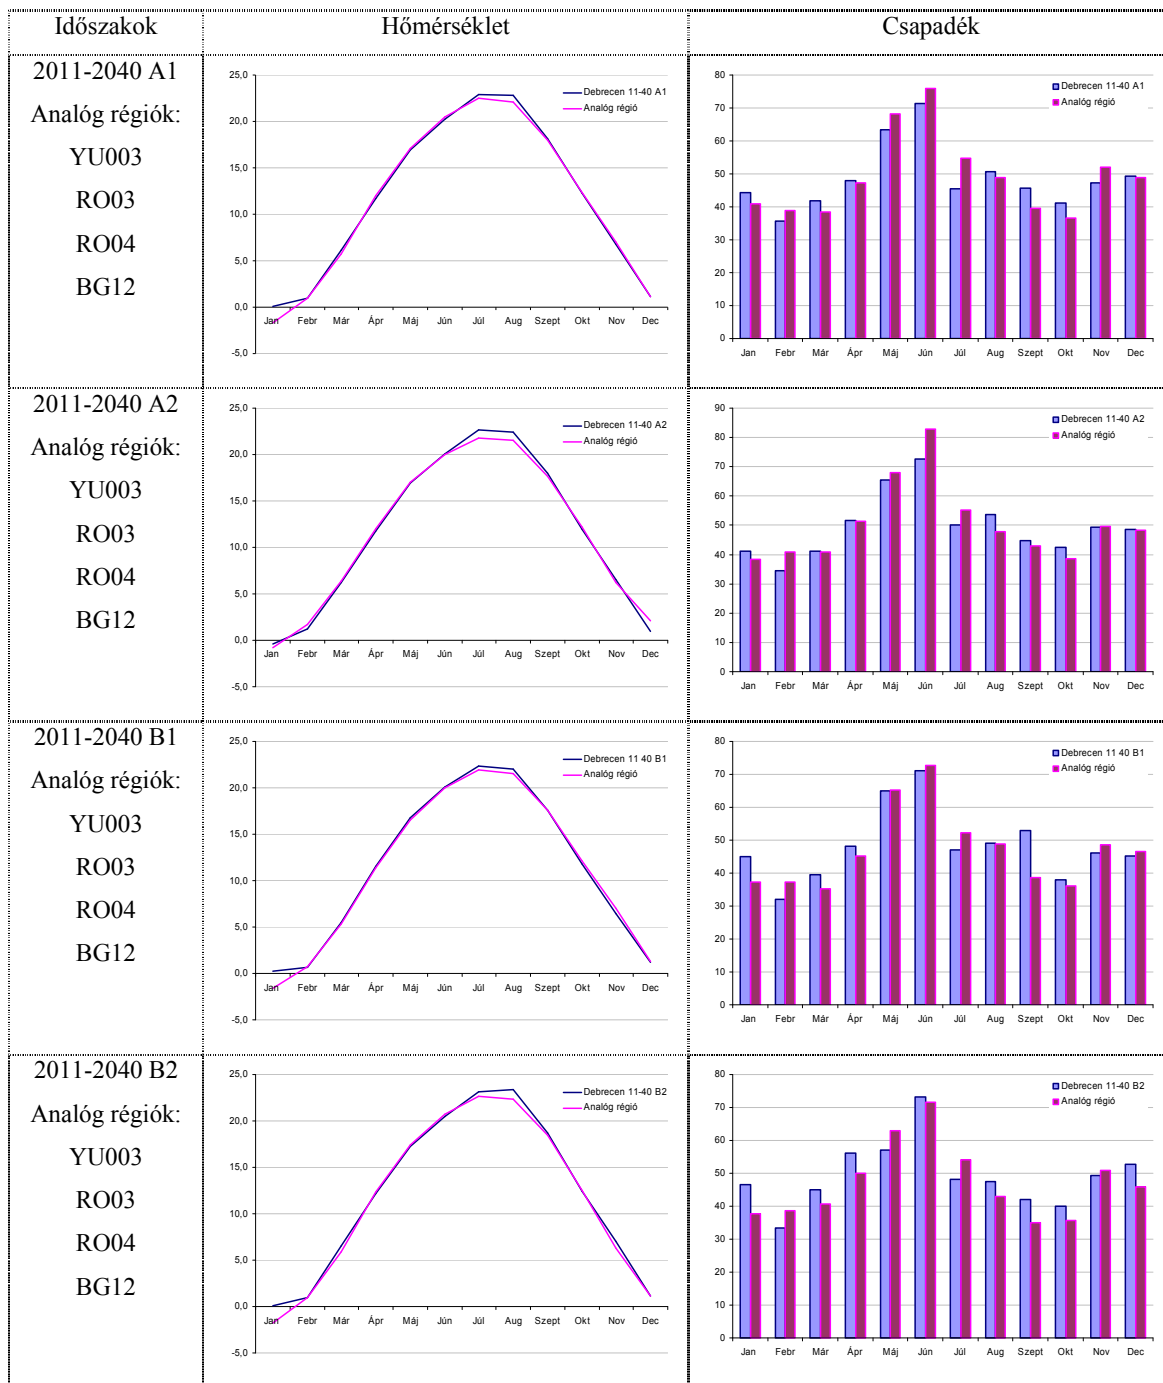 Időszakok
Hőmérséklet
Csapadék
2011-2040 A1
Analóg régiók:
YU003
RO03
RO04
BG12
25,0
20,0
15,0
10,0
5,0
0,0
-5,0
Jan Febr Már Ápr Máj Jún Júl Aug Szept Okt Nov Dec
Debrecen 11-40 A1
Analóg régió
80
70
60
50
40
30
20
10
0
Jan Febr Már Ápr Máj Jún Júl Aug Szept Okt Nov Dec
Debrecen 11-40 A1
Analóg régió
2011-2040 A2
Analóg régiók:
YU003
RO03
RO04
BG12
25,0
20,0
15,0
10,0
5,0
0,0
-5,0
Jan Febr Már Ápr Máj Jún Júl Aug Szept Okt Nov Dec
Debrecen 11-40 A2
Analóg régió
90
80
70
60
50
40
30
20
10
0
Jan Febr Már Ápr Máj Jún Júl Aug Szept Okt Nov Dec
Debrecen 11-40 A2
Analóg régió
2011-2040 B1
Analóg régiók:
YU003
RO03
RO04
BG12
25,0
20,0
15,0
10,0
5,0
0,0
-5,0
Jan Febr Már Ápr Máj Jún Júl Aug Szept Okt Nov Dec
Debrecen 11 40 B1
Analóg régió
80
70
60
50
40
30
20
10
0
Jan Febr Már Ápr Máj Jún Júl Aug Szept Okt Nov Dec
Debrecen 11-40 B1
Analóg régió
2011-2040 B2
Analóg régiók:
YU003
RO03
RO04
BG12
25,0
20,0
15,0
10,0
5,0
0,0
-5,0
Jan Febr Már Ápr Máj Jún Júl Aug Szept Okt Nov Dec
Debrecen 11-40 B2
Analóg régió
80
70
60
50
40
30
20
10
0
Jan Febr Már Ápr Máj Jún Júl Aug Szept Okt Nov Dec
Debrecen 11-40 B2
Analóg régió